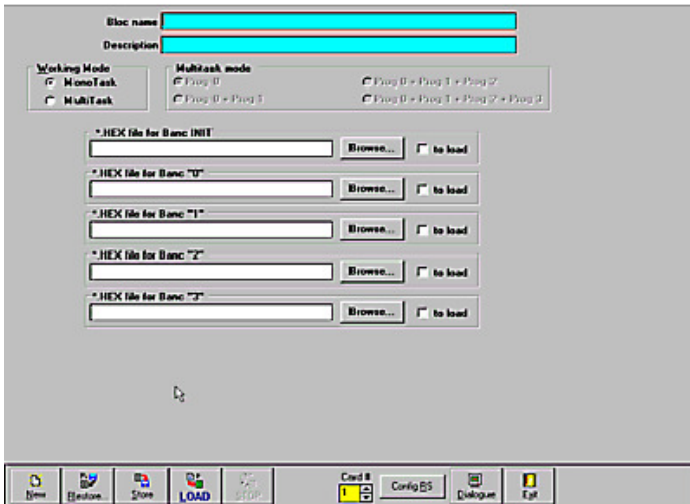 Bloc name
Description
Working Mode
MonoTask
MultiTask
Multitask mode
Prog 0
Prog 0 + Prog 1
Prog 0 + Prog 1 + Prog 2
Prog 0 + Prog 1 + Prog 2 + Prog 3
*.HEX file for Banc INIT
Browse... to load
*.HEX file for Banc "0"
Browse... to load
*.HEX file for Banc "1"
Browse... to load
*.HEX file for Banc "2"
Browse... to load
*.HEX file for Banc "3"
Browse... to load
Card #
1
New Restore... Store LOAD STOP Config RS Dialogue Exit